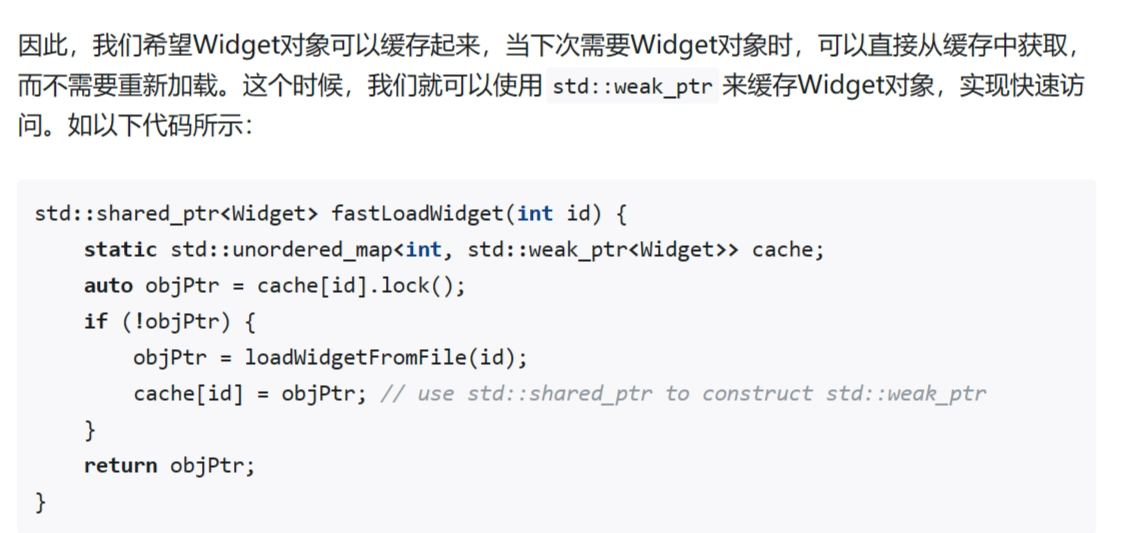 因此，我们希望Widget对象可以缓存起来，当下次需要Widget对象时，可以直接从缓存中获取，
而不需要重新加载。这个时候，我们就可以使用 std::weak_ptr 来缓存Widget对象，实现快速访
问。如以下代码所示：
std::shared_ptr<Widget> fastLoadWidget(int id) {
    static std::unordered_map<int, std::weak_ptr<Widget>> cache;
    auto objPtr = cache[id].lock();
    if (!objPtr) {
        objPtr = loadWidgetFromFile(id);
        cache[id] = objPtr; // use std::shared_ptr to construct std::weak_ptr
    }
    return objPtr;
}